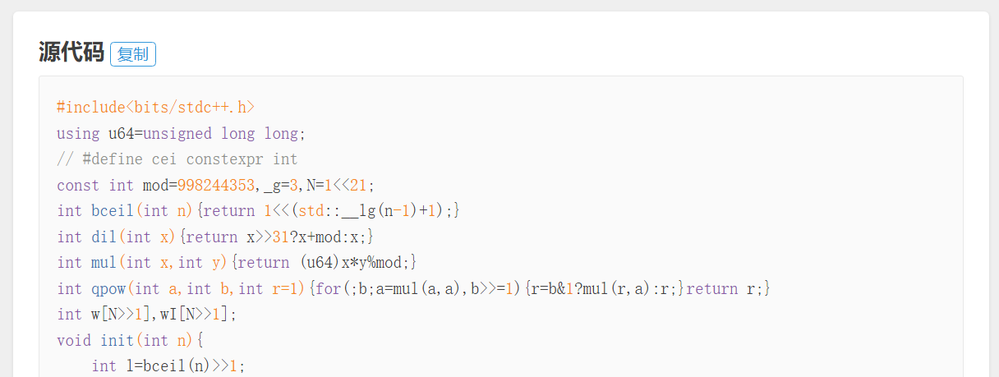 源代码 复制
#include<bits/stdc++.h>
using u64=unsigned long long;
// #define cei constexpr int
const int mod=998244353,_g=3,N=1<<21;
int bceil(int n){return 1<<(std::__lg(n-1)+1);}
int dil(int x){return x>>31?x+mod:x;}
int mul(int x,int y){return (u64)x*y%mod;}
int qpow(int a,int b,int r=1){for(;b;a=mul(a,a),b>>=1){r=b&1?mul(r,a):r;}return r;}
int w[N>>1],wI[N>>1];
void init(int n){
    int l=bceil(n)>>1;